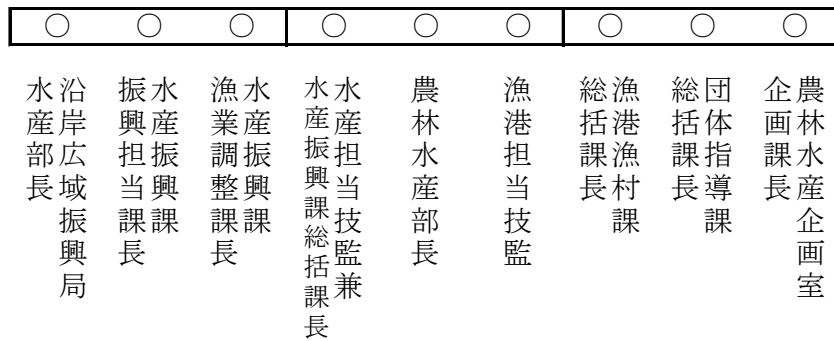 ○ ○ ○ ○ ○ ○ ○ ○ ○
農林水産企画室
企画課長
団体指導課
総括課長
漁港漁村課
総括課長
漁港担当技監
農林水産部長
水産担当技監兼
水産振興課総括課長
水産振興課
漁業調整課長
水産振興課
振興担当課長
沿岸広域振興局
水産部長